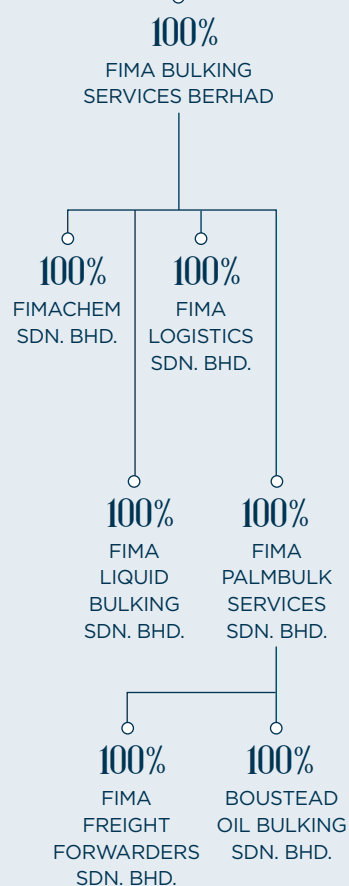 100%
FIMA BULKING
SERVICES BERHAD
100%
FIMACHEM
SDN. BHD.
100%
FIMA
LOGISTICS
SDN. BHD.
100%
FIMA
LIQUID
BULKING
SDN. BHD.
100%
FIMA
PALMBULK
SERVICES
SDN. BHD.
100%
FIMA
FREIGHT
FORWARDERS
SDN. BHD.
100%
BOUSTEAD
OIL BULKING
SDN. BHD.